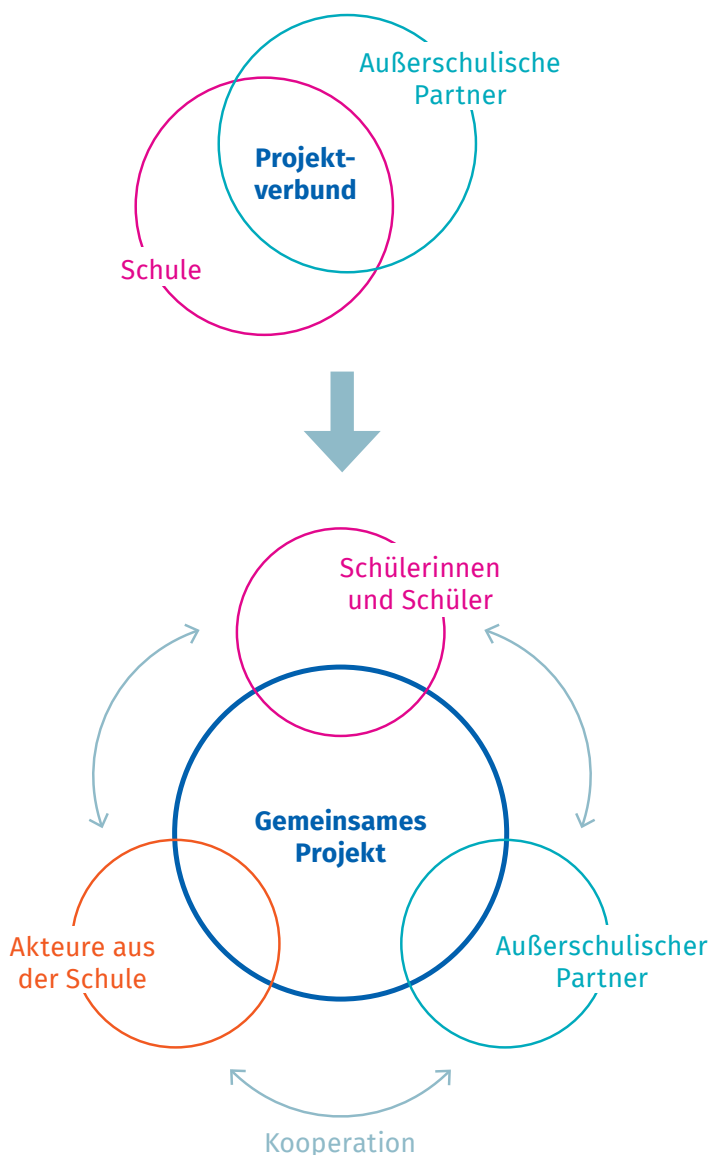 Außerschulische
Partner
Projekt-
verbund
Schule
Schülerinnen
und Schüler
Gemeinsames
Projekt
Akteure aus
der Schule
Außerschulischer
Partner
Kooperation